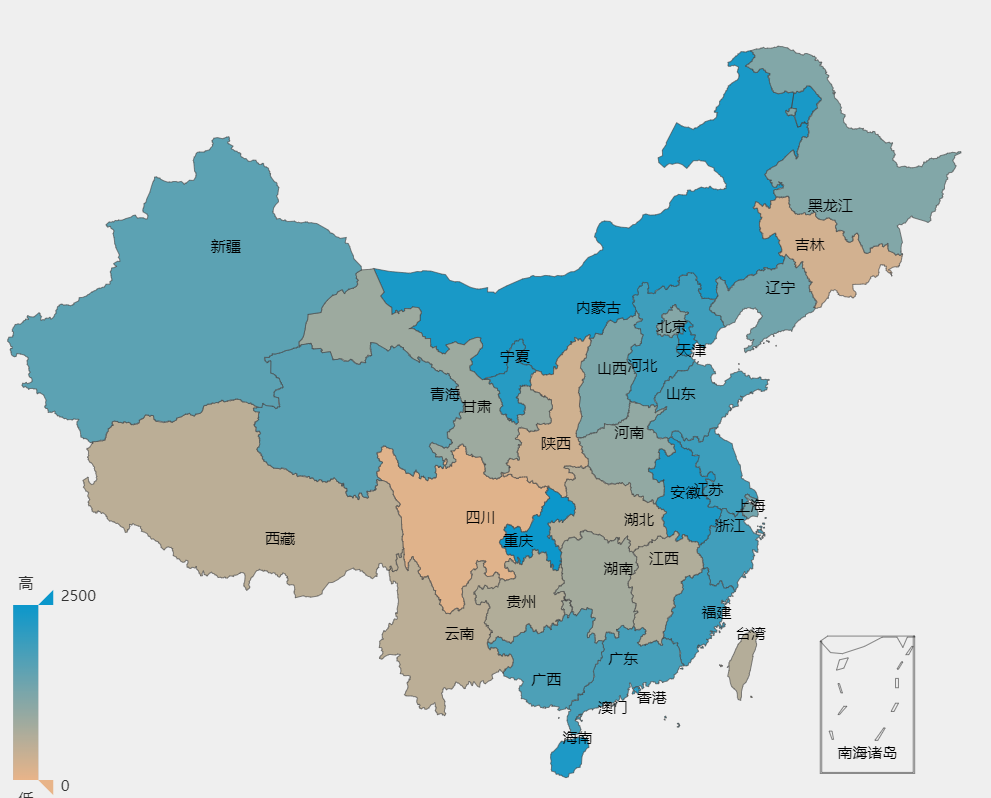 黑龙江
新疆
吉林
辽宁
内蒙古
北京
天津
宁夏
山西
河北
青海
甘肃
山东
陕西
河南
安徽
江苏
上海
四川
湖北
浙江
西藏
重庆
江西
湖南
高
2500
贵州
福建
云南
台湾
广东
广西
香港
澳门
海南
南海诸岛
0
低